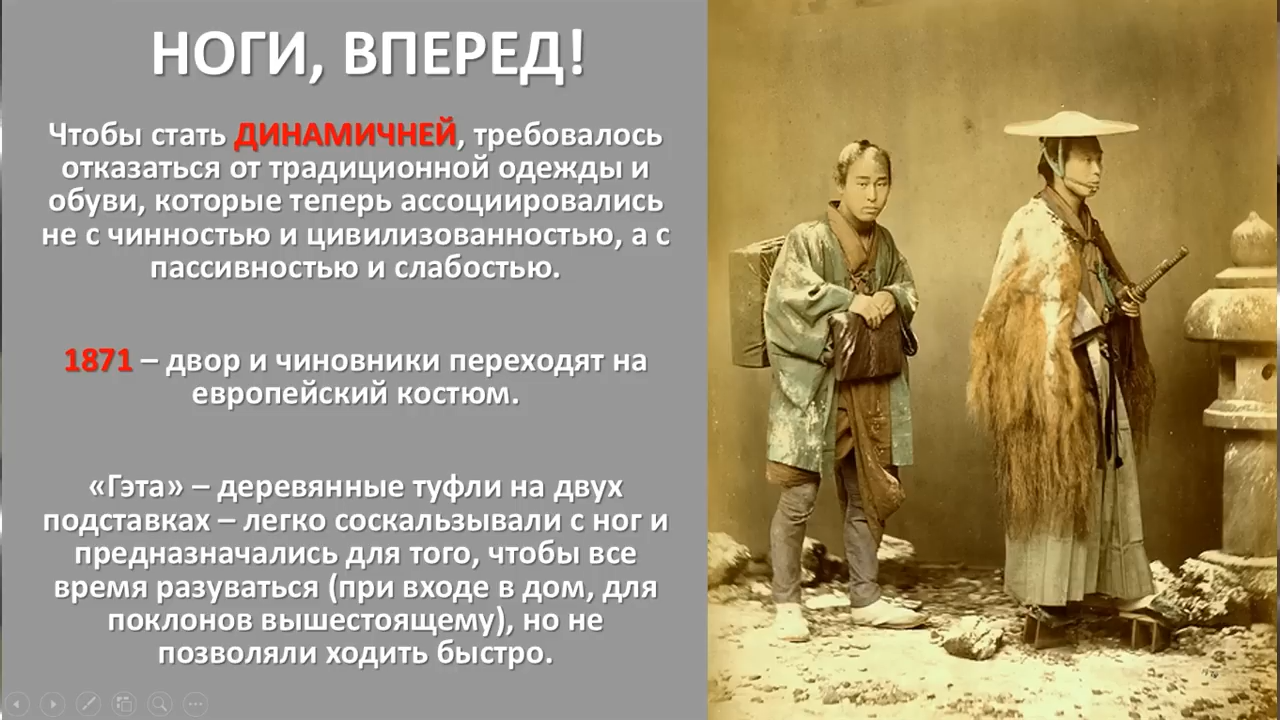 НОГИ, ВПЕРЕД!
Чтобы стать ДИНАМИЧНЕЙ, требовалось
отказаться от традиционной одежды и
обуви, которые теперь ассоциировались
не с чинностью и цивилизованностью, а с
пассивностью и слабостью.
1871 – двор и чиновники переходят на
европейский костюм.
«Гэта» – деревянные туфли на двух
подставках – легко соскальзывали с ног и
предназначались для того, чтобы все
время разуваться (при входе в дом, для
поклонов вышестоящему), но не
позволяли ходить быстро.